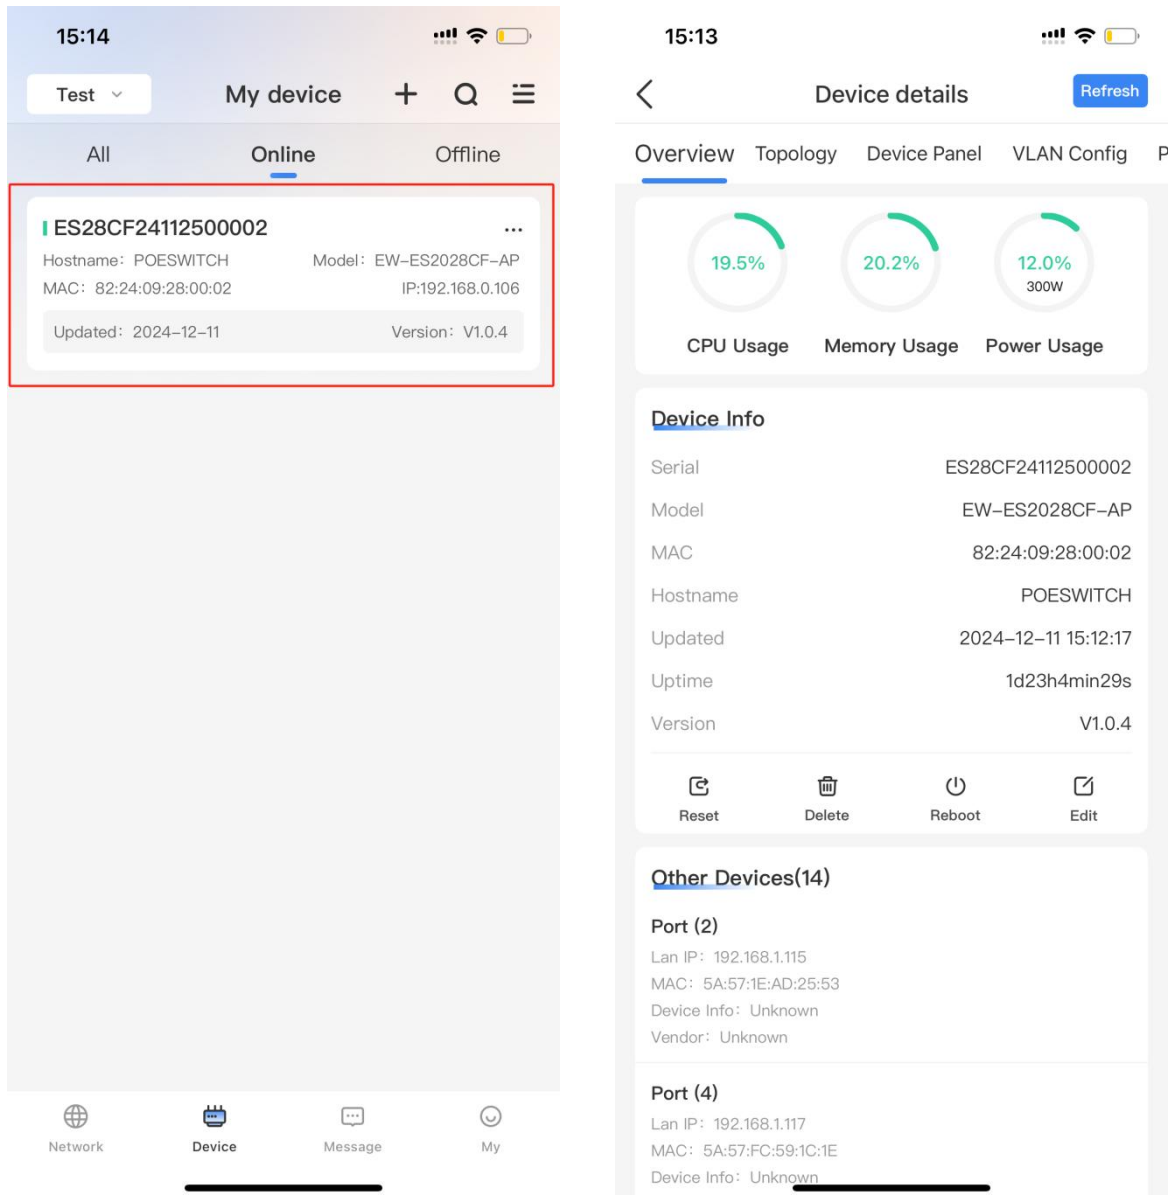 15:14
Test
My device
All
Online
Offline
ES28CF24112500002
...
Hostname: POESWITCH
Model: EW-ES2028CF-AP
MAC: 82:24:09:28:00:02
IP:192.168.0.106
Updated: 2024-12-11
Version: V1.0.4
Network
Device
Message
My
15:13
Device details
Refresh
Overview
Topology
Device Panel
VLAN Config
P
19.5%
20.2%
12.0%
300W
CPU Usage
Memory Usage
Power Usage
Device Info
Serial
ES28CF24112500002
Model
EW-ES2028CF-AP
MAC
82:24:09:28:00:02
Hostname
POESWITCH
Updated
2024-12-11 15:12:17
Uptime
1d23h4min29s
Version
V1.0.4
Reset
Delete
Reboot
Edit
Other Devices(14)
Port (2)
Lan IP: 192.168.1.115
MAC: 5A:57:1E:AD:25:53
Device Info: Unknown
Vendor: Unknown
Port (4)
Lan IP: 192.168.1.117
MAC: 5A:57:FC:59:1C:1E
Device Info: Unknown